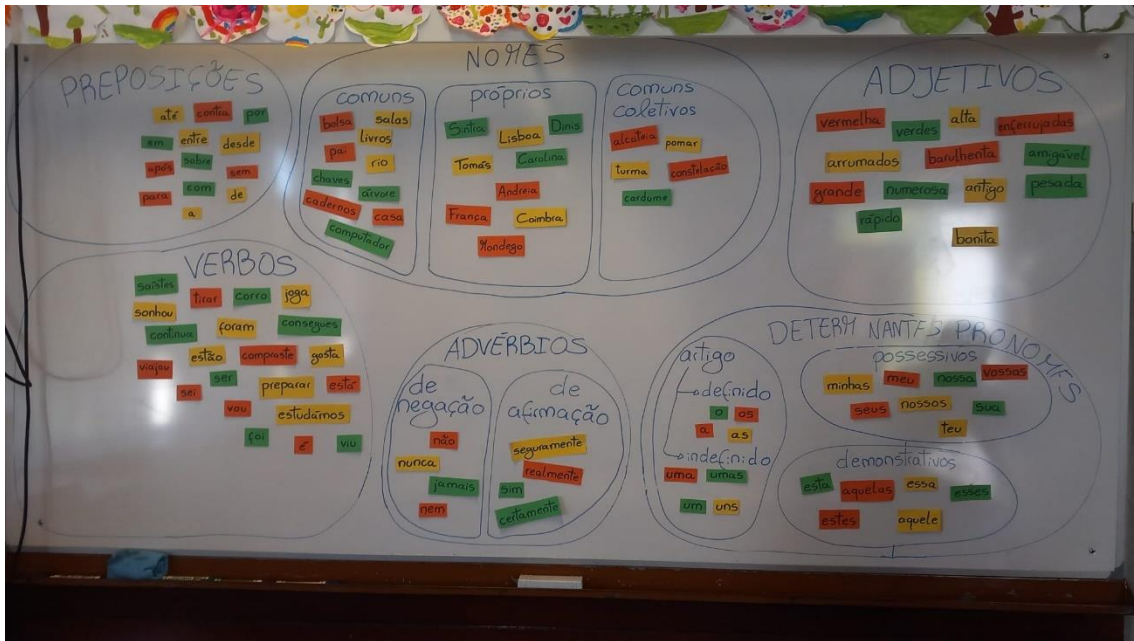 PREPOSIÇÕES
até contra por
em entre desde
após sobre sem
para com de
a
NOMES
comuns
bolsa salas
livros
pai
rio
chaves
árvore
cadernos casa
computador
próprios
Sintra Lisboa Dinis
Tomás Carolina
Andreia
França Coimbra
Mondego
comuns
coletivos
alcateia pomar
turma constelação
cardume
ADJETIVOS
vermelha verdes alta enferrujadas
arrumados barulhenta amigável
grande numerosa antigo pesada
rápido
bonita
VERBOS
saístes tirar corro joga
sonhou
continua foram consegues
viajou estão compraste gosta
sei ser preparar está
vou estudámos
foi é viu
ADVÉRBIOS
de
negação
não
nunca
jamais
nem
de
afirmação
seguramente
realmente
sim
certamente
DETERMNANTES PRONOMES
artigo
definido
o os
a as
indefinido
uma umas
um uns
possessivos
minhas meu nossa vossas
seus nossos sua
teu
demonstrativos
esta aquelas essa esses
estes aquele